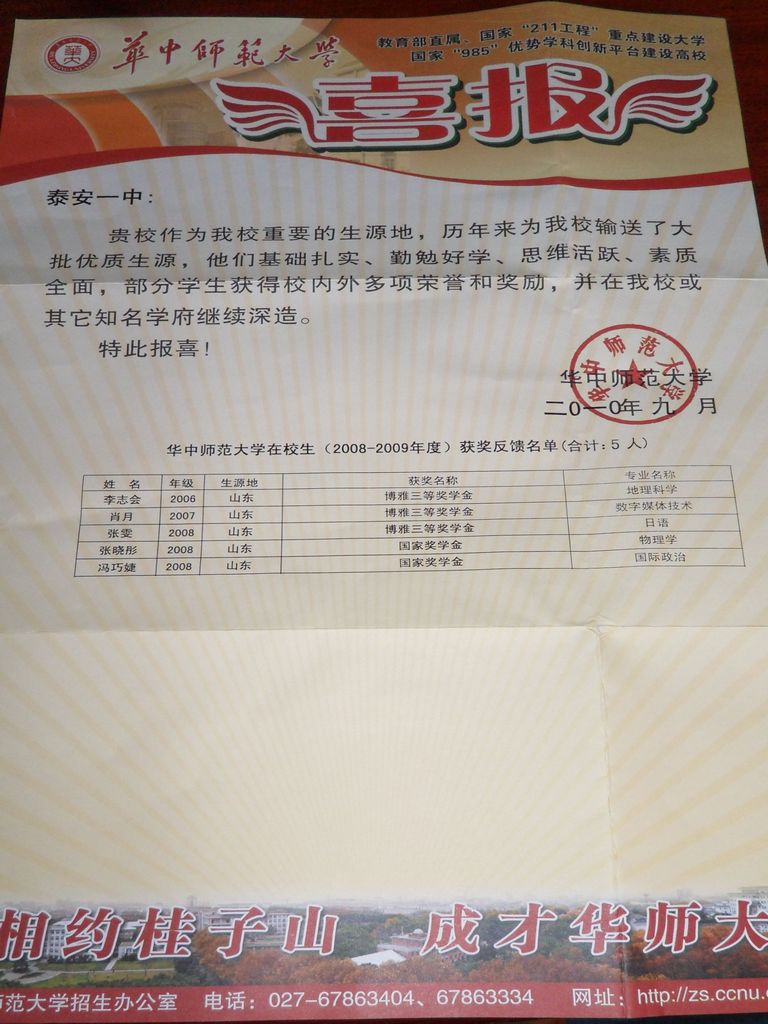 華中師範大學
教育部直属、国家"211工程"重点建设大学
国家"985"优势学科创新平台建设高校
喜报
泰安一中：
贵校作为我校重要的生源地，历年来为我校输送了大
批优质生源，他们基础扎实、勤勉好学、思维活跃、素质
全面，部分学生获得校内外多项荣誉和奖励，并在我校或
其它知名学府继续深造。
特此报喜！
华中师范大学
华中师范大学
二〇一〇年 九 月
华中师范大学在校生（2008-2009年度）获奖反馈名单(合计：5 人)
姓 名 年级 生源地 获奖名称 专业名称
李志会 2006 山东 博雅三等奖学金 地理科学
肖月 2007 山东 博雅三等奖学金 数字媒体技术
张雯 2008 山东 博雅三等奖学金 日语
张晓彤 2008 山东 国家奖学金 物理学
冯巧婕 2008 山东 国家奖学金 国际政治
相约桂子山 成才华师大
师范大学招生办公室 电话：027-67863404、67863334 网址：http://zs.ccnu.